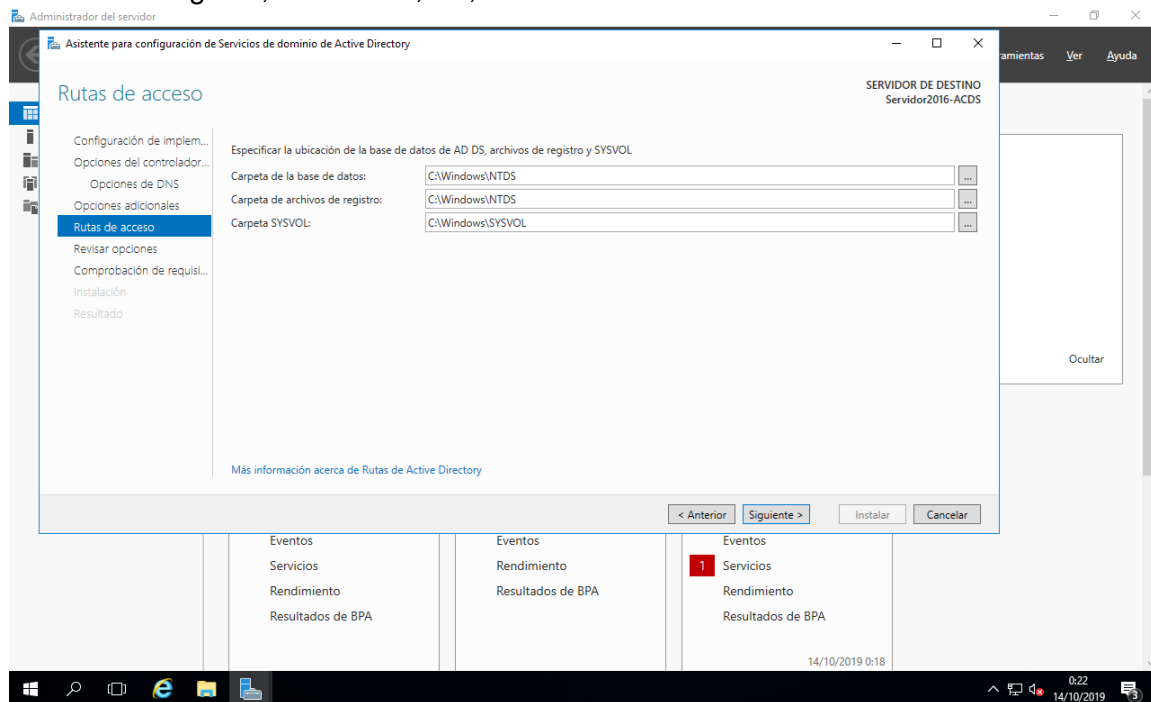 Administrador del servidor
Asistente para configuración de Servicios de dominio de Active Directory
Ver
Ayuda
Rutas de acceso
SERVIDOR DE DESTINO
Servidor2016-ACDS
Configuración de implem...
Opciones del controlador...
Opciones de DNS
Opciones adicionales
Rutas de acceso
Revisar opciones
Comprobación de requisi...
Instalación
Resultado
Especificar la ubicación de la base de datos de AD DS, archivos de registro y SYSVOL
Carpeta de la base de datos: C:\Windows\NTDS ...
Carpeta de archivos de registro: C:\Windows\NTDS ...
Carpeta SYSVOL: C:\Windows\SYSVOL ...
Más información acerca de Rutas de Active Directory
Ocultar
< Anterior Siguiente > Instalar Cancelar
Eventos
Servicios
Rendimiento
Resultados de BPA
Eventos
Rendimiento
Resultados de BPA
Eventos
1 Servicios
Rendimiento
Resultados de BPA
14/10/2019 0:18
0:22
14/10/2019
3